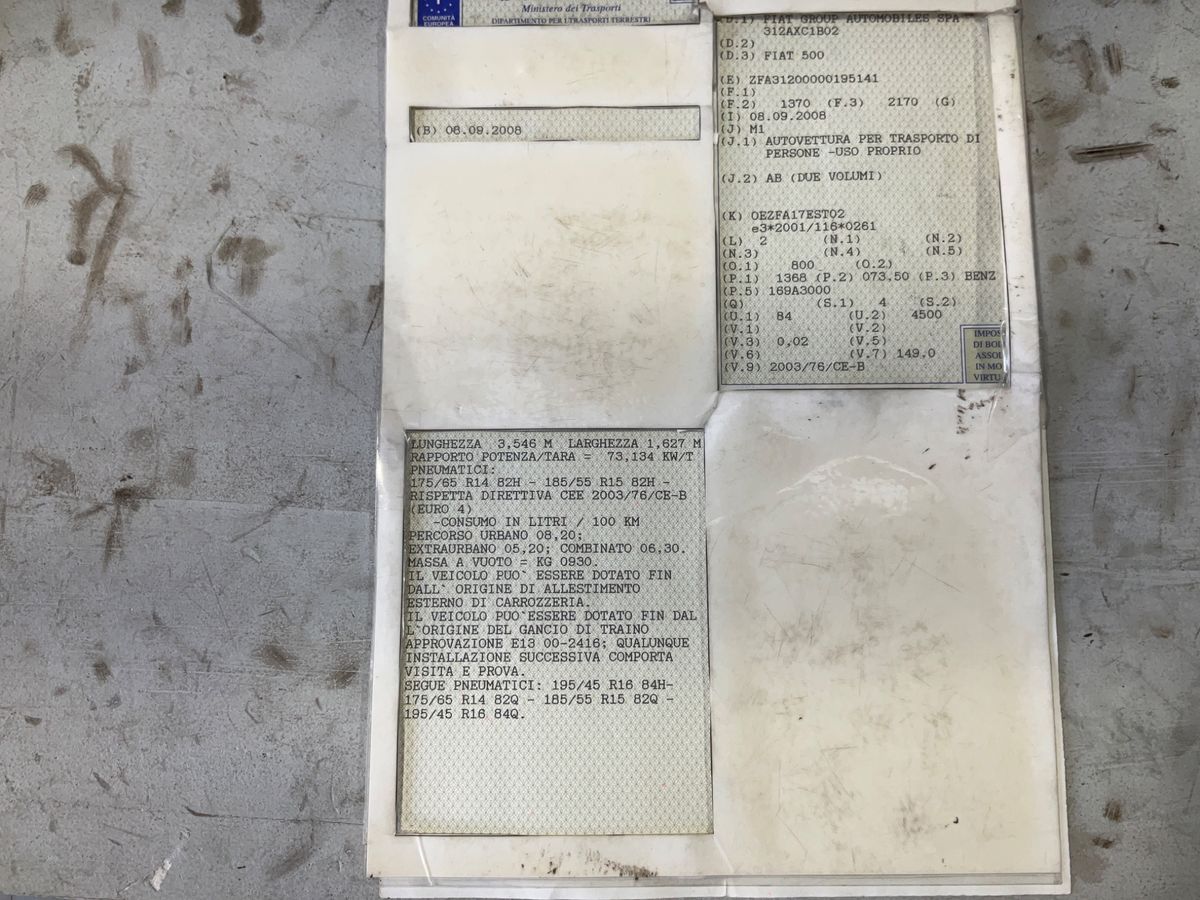 COMUNITÀ
EUROPEA
Ministero dei Trasporti
DIPARTIMENTO PER I TRASPORTI TERRESTRI
(B) 08.09.2008
(D.1) FIAT GROUP AUTOMOBILES SPA
312AXC1B02
(D.2)
(D.3) FIAT 500
(E) ZFA31200000195141
(F.1)
(F.2) 1370 (F.3) 2170 (G)
(I) 08.09.2008
(J) M1
(J.1) AUTOVETTURA PER TRASPORTO DI
PERSONE -USO PROPRIO
(J.2) AB (DUE VOLUMI)
(K) OEZFA17EST02
e3*2001/116*0261
(L) 2 (N.1) (N.2)
(N.3) (N.4) (N.5)
(O.1) 800 (O.2)
(P.1) 1368 (P.2) 073,50 (P.3) BENZ
(P.5) 169A3000
(Q) (S.1) 4 (S.2)
(U.1) 84 (U.2) 4500
(V.1) (V.2)
(V.3) 0,02 (V.5)
(V.6) (V.7) 149,0
(V.9) 2003/76/CE-B
IMPOS
DI BOL
ASSOL
IN MO
VIRTU
LUNGHEZZA 3,546 M LARGHEZZA 1,627 M
RAPPORTO POTENZA/TARA = 73,134 KW/T
PNEUMATICI:
175/65 R14 82H - 185/55 R15 82H -
RISPETTA DIRETTIVA CEE 2003/76/CE-B
(EURO 4)
-CONSUMO IN LITRI / 100 KM
PERCORSO URBANO 08,20;
EXTRAURBANO 05,20; COMBINATO 06,30.
MASSA A VUOTO = KG 0930.
IL VEICOLO PUO` ESSERE DOTATO FIN
DALL` ORIGINE DI ALLESTIMENTO
ESTERNO DI CARROZZERIA.
IL VEICOLO PUO`ESSERE DOTATO FIN DAL
L`ORIGINE DEL GANCIO DI TRAINO
APPROVAZIONE E13 00-2416; QUALUNQUE
INSTALLAZIONE SUCCESSIVA COMPORTA
VISITA E PROVA.
SEGUE PNEUMATICI: 195/45 R16 84H-
175/65 R14 82Q - 185/55 R15 82Q -
195/45 R16 84Q.